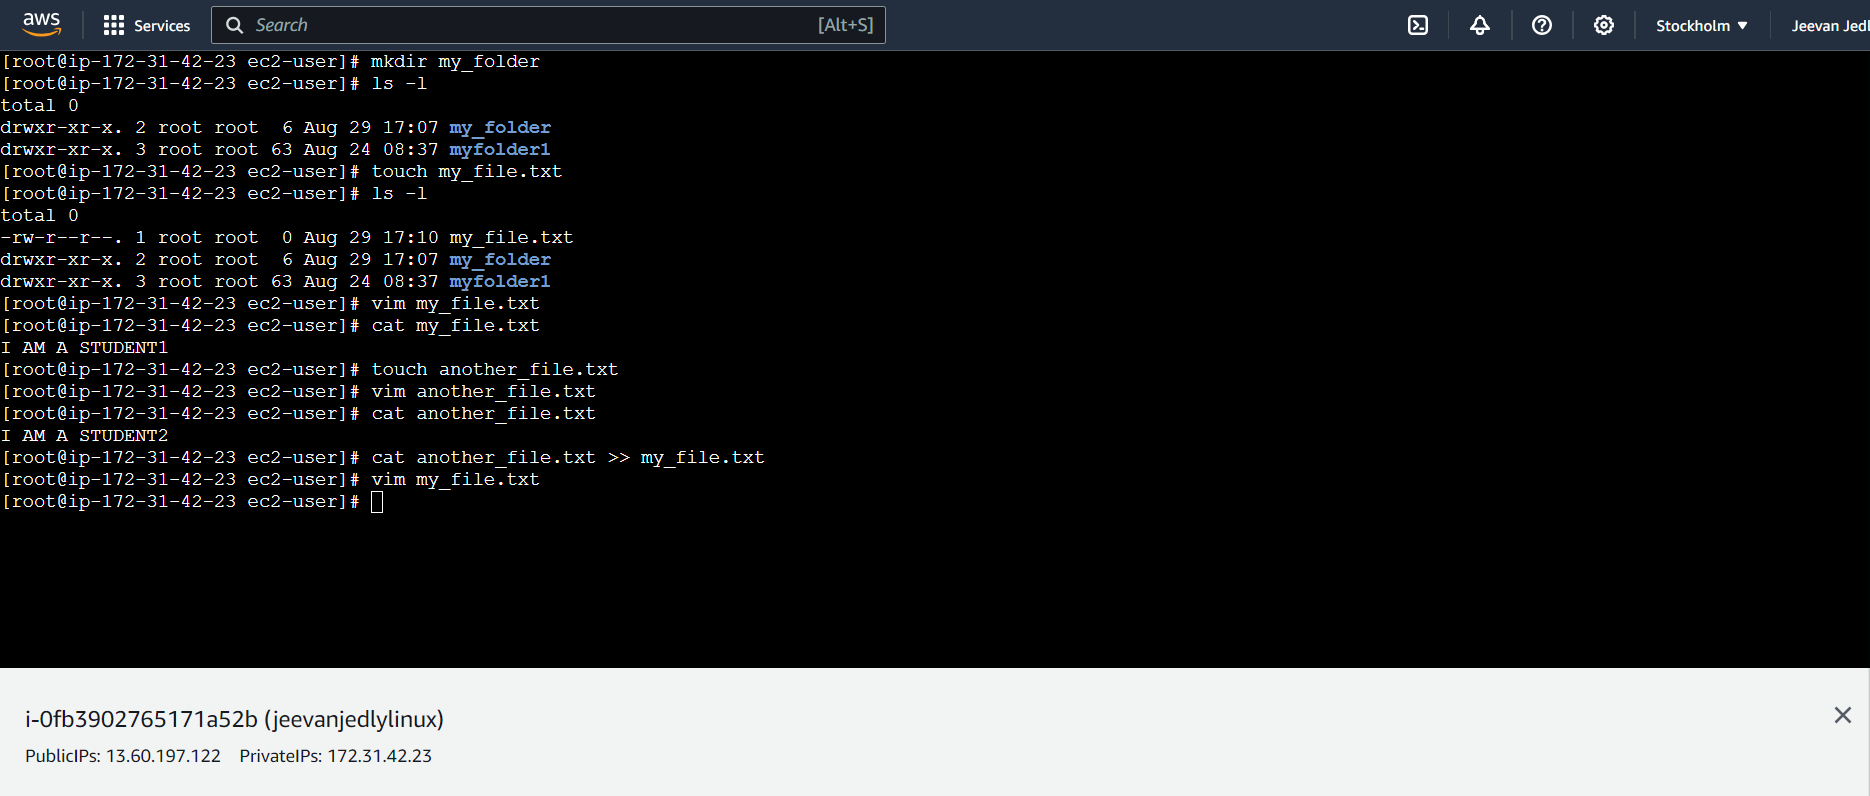 aws
Services
Search
[Alt+S]
Stockholm
Jeevan Jedl
[root@ip-172-31-42-23 ec2-user]# mkdir my_folder
[root@ip-172-31-42-23 ec2-user]# ls -l
total 0
drwxr-xr-x. 2 root root  6 Aug 29 17:07 my_folder
drwxr-xr-x. 3 root root 63 Aug 24 08:37 myfolder1
[root@ip-172-31-42-23 ec2-user]# touch my_file.txt
[root@ip-172-31-42-23 ec2-user]# ls -l
total 0
-rw-r--r--. 1 root root  0 Aug 29 17:10 my_file.txt
drwxr-xr-x. 2 root root  6 Aug 29 17:07 my_folder
drwxr-xr-x. 3 root root 63 Aug 24 08:37 myfolder1
[root@ip-172-31-42-23 ec2-user]# vim my_file.txt
[root@ip-172-31-42-23 ec2-user]# cat my_file.txt
I AM A STUDENT1
[root@ip-172-31-42-23 ec2-user]# touch another_file.txt
[root@ip-172-31-42-23 ec2-user]# vim another_file.txt
[root@ip-172-31-42-23 ec2-user]# cat another_file.txt
I AM A STUDENT2
[root@ip-172-31-42-23 ec2-user]# cat another_file.txt >> my_file.txt
[root@ip-172-31-42-23 ec2-user]# vim my_file.txt
[root@ip-172-31-42-23 ec2-user]#
i-0fb3902765171a52b (jeevanjedlylinux)
PublicIPs: 13.60.197.122 PrivateIPs: 172.31.42.23